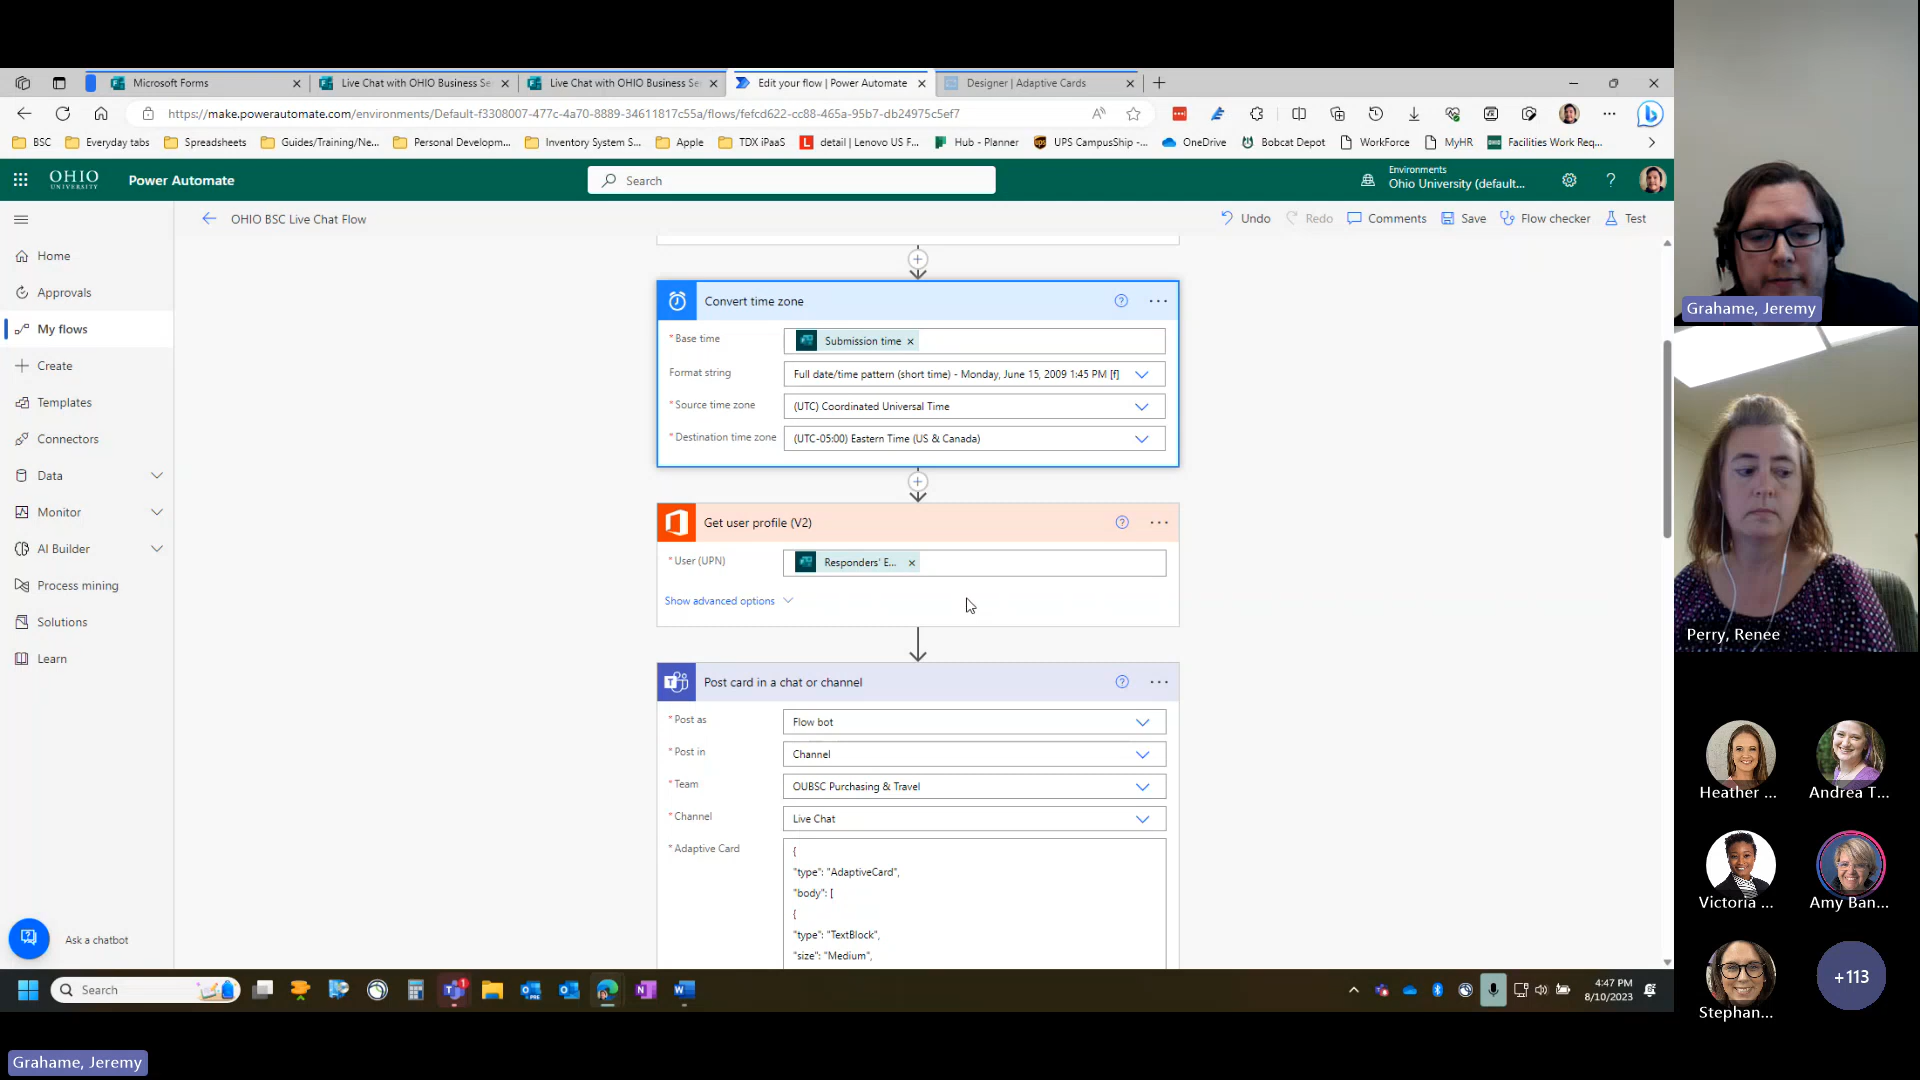 Microsoft Forms
Live Chat with OHIO Business Se
Live Chat with OHIO Business Se
Edit your flow | Power Automate
Designer | Adaptive Cards
https://make.powerautomate.com/environments/Default-f3308007-477c-4a70-8889-34611817c55a/flows/fefcd622-cc88-465a-95b7-db24975c5ef7
BSC
Everyday tabs
Spreadsheets
Guides/Training/Ne...
Personal Developm...
Inventory System S...
Apple
TDX iPaaS
detail | Lenovo US F...
Hub - Planner
UPS CampusShip -...
OneDrive
Bobcat Depot
WorkForce
MyHR
Facilities Work Req...
OHIO
UNIVERSITY
Power Automate
Search
Environments
Ohio University (default...
OHIO BSC Live Chat Flow
Undo
Redo
Comments
Save
Flow checker
Test
Home
Approvals
My flows
Create
Templates
Connectors
Data
Monitor
AI Builder
Process mining
Solutions
Learn
Ask a chatbot
Convert time zone
* Base time
Submission time ×
Format string
Full date/time pattern (short time) - Monday, June 15, 2009 1:45 PM [f]
* Source time zone
(UTC) Coordinated Universal Time
* Destination time zone
(UTC-05:00) Eastern Time (US & Canada)
Get user profile (V2)
* User (UPN)
Responders' E... ×
Show advanced options
Post card in a chat or channel
* Post as
Flow bot
* Post in
Channel
* Team
OUBSC Purchasing & Travel
* Channel
Live Chat
* Adaptive Card
{
"type": "AdaptiveCard",
"body": [
{
"type": "TextBlock",
"size": "Medium",
Search
4:47 PM
8/10/2023
Grahame, Jeremy
Perry, Renee
Heather ...
Andrea T...
Victoria ...
Amy Ban...
Stephan...
+113
Grahame, Jeremy